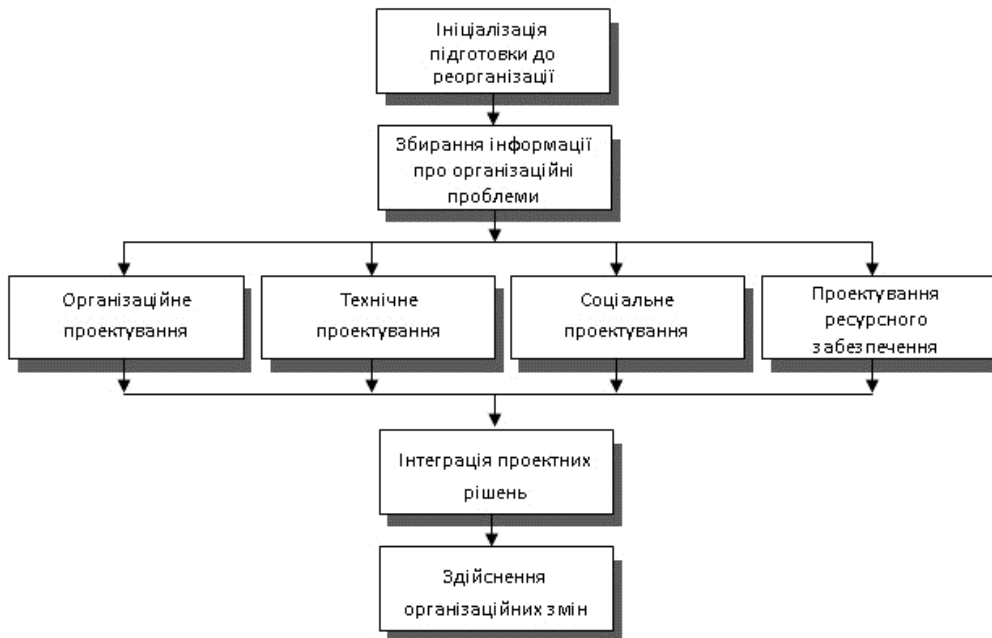 Ініціалізація
підготовки до
реорганізації
Збирання інформації
про організаційні
проблеми
Організаційне
проектування
Технічне
проектування
Соціальне
проектування
Проектування
ресурсного
забезпечення
Інтеграція проектних
рішень
Здійснення
організаційних змін